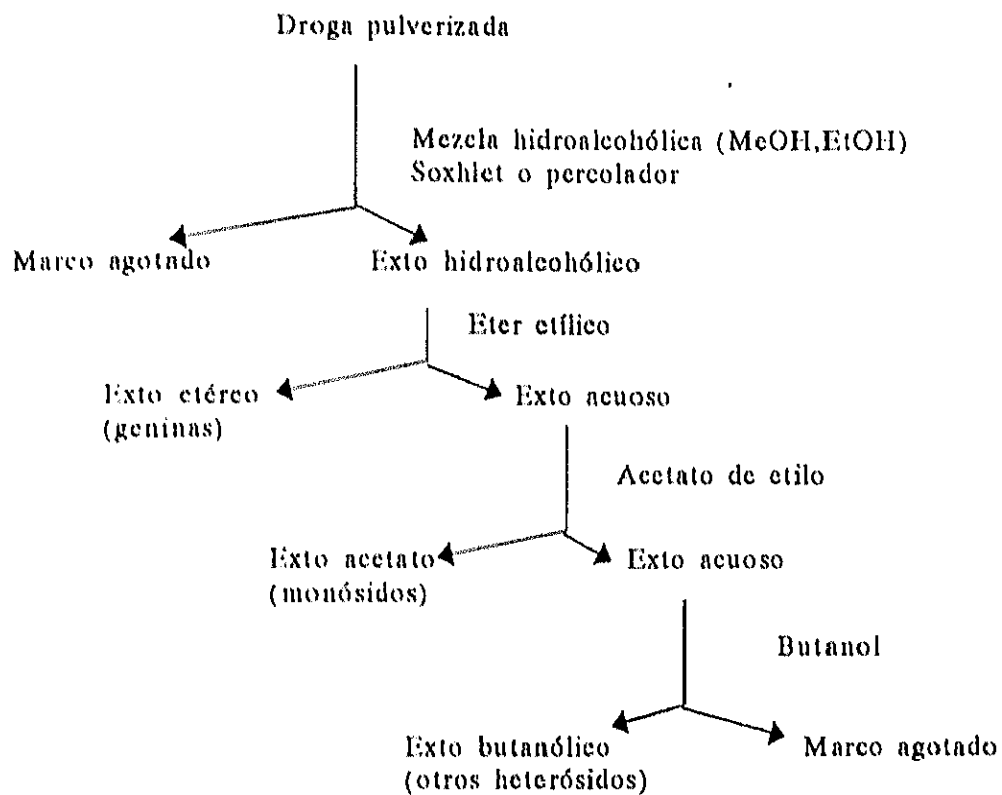 Droga pulverizada
Mezcla hidroalcohólica (MeOH,EtOH)
Soxhlet o percolador
Marco agotado
Exto hidroalcohólico
Eter etílico
Exto etéreo
(geninas)
Exto acuoso
Acetato de etilo
Exto acetato
(monósidos)
Exto acuoso
Butanol
Exto butanólico
(otros heterósidos)
Marco agotado